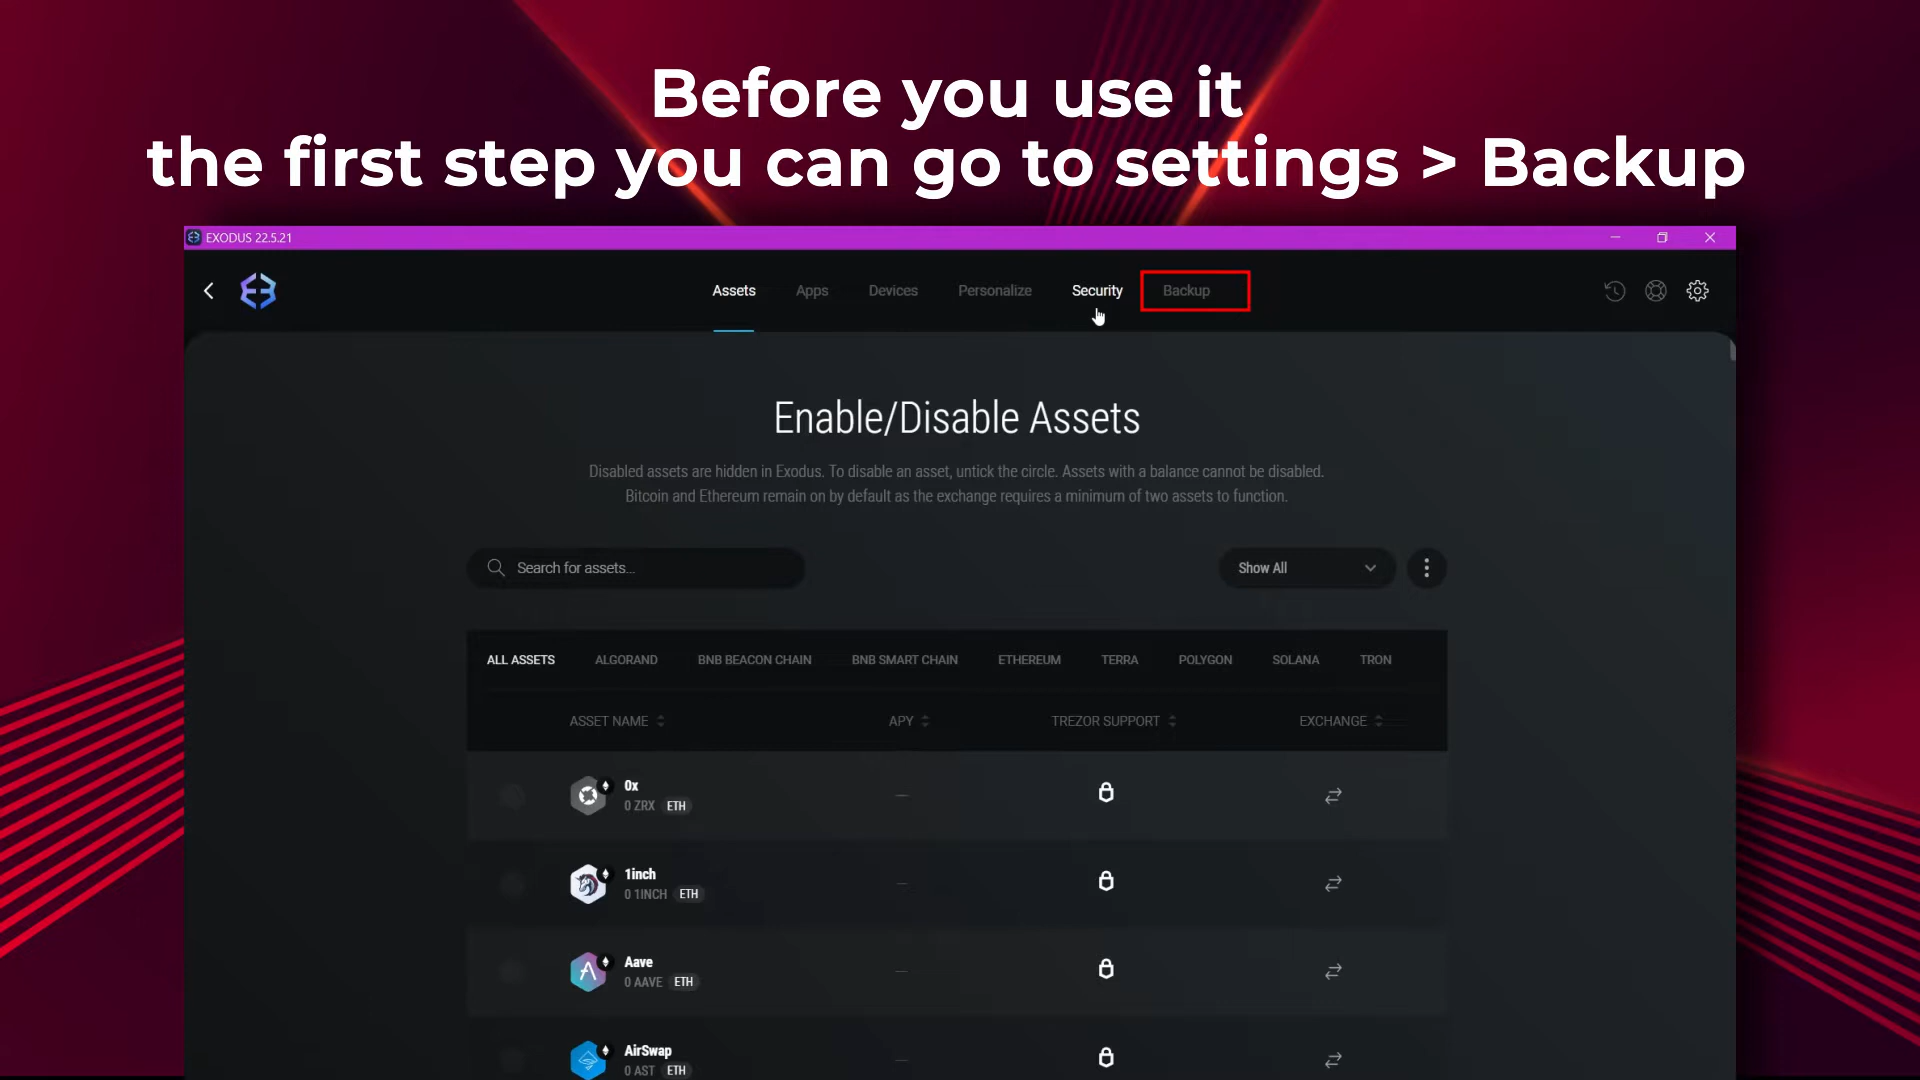 Before you use it
the first step you can go to settings > Backup
EXODUS 22.5.21
Assets Apps Devices Personalize Security Backup
Enable/Disable Assets
Disabled assets are hidden in Exodus. To disable an asset, untick the circle. Assets with a balance cannot be disabled.
Bitcoin and Ethereum remain on by default as the exchange requires a minimum of two assets to function.
Search for assets... Show All
ALL ASSETS ALGORAND BNB BEACON CHAIN BNB SMART CHAIN ETHEREUM TERRA POLYGON SOLANA TRON
ASSET NAME APY TREZOR SUPPORT EXCHANGE
0x
0 ZRX ETH
1inch
0 1INCH ETH
Aave
0 AAVE ETH
AirSwap
0 AST ETH